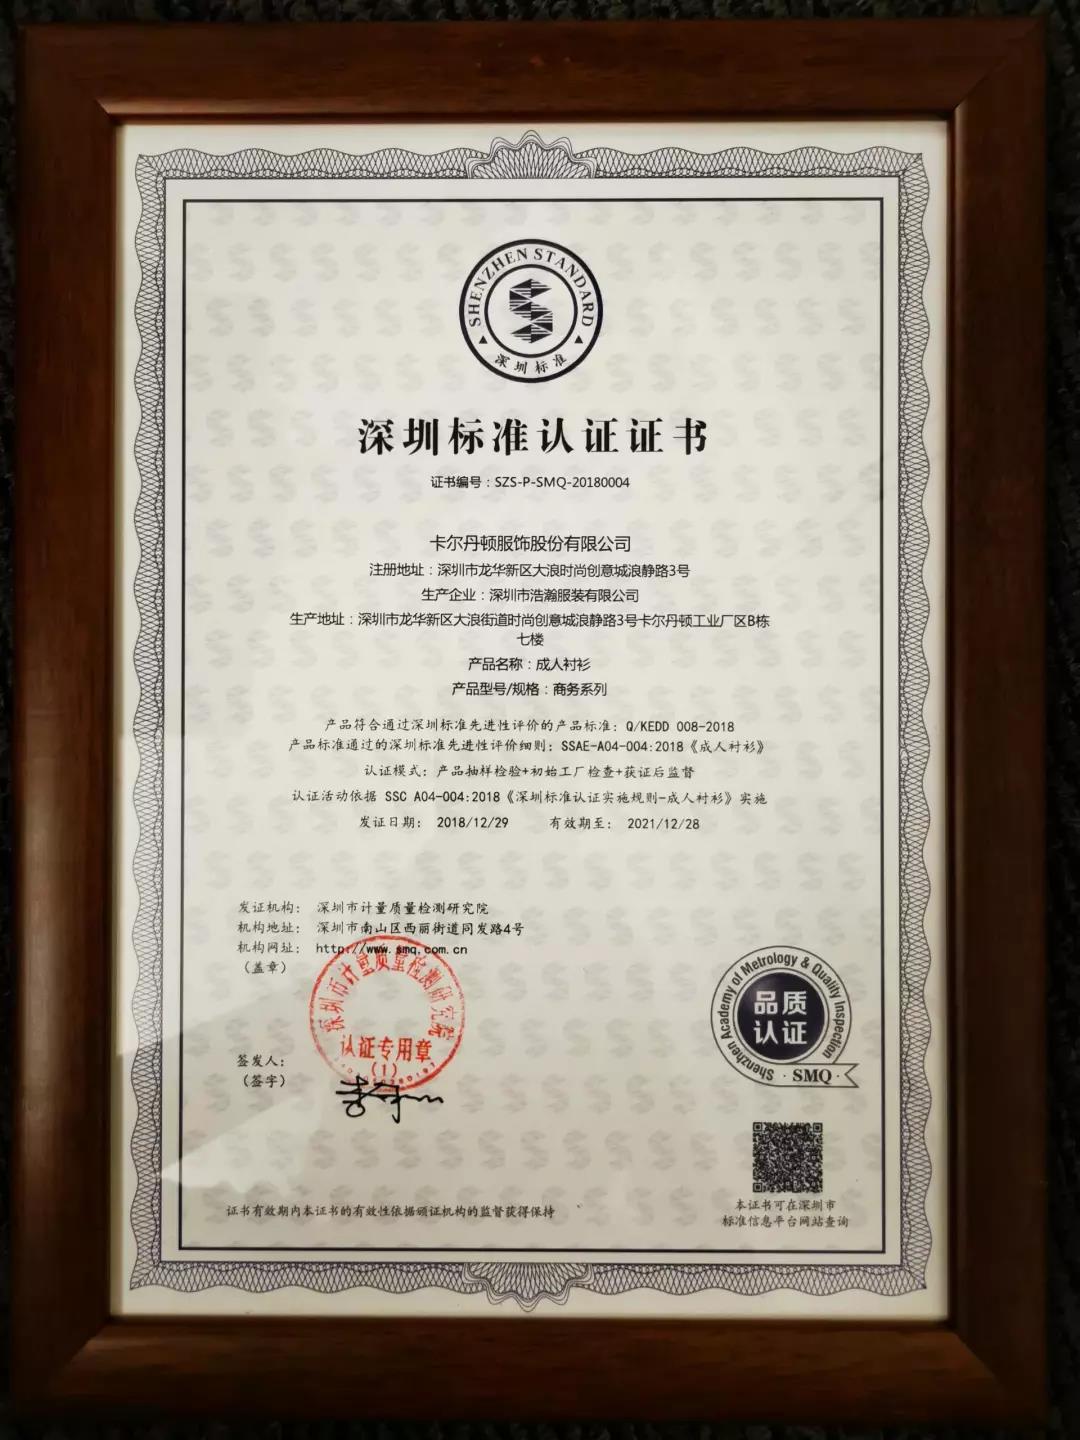 SHENZHEN STANDARD
深圳标准
深圳标准认证证书
证书编号：SZS-P-SMQ-20180004
卡尔丹顿服饰股份有限公司
注册地址：深圳市龙华新区大浪时尚创意城浪静路3号
生产企业：深圳市浩瀚服装有限公司
生产地址：深圳市龙华新区大浪街道时尚创意城浪静路3号卡尔丹顿工业厂区B栋
七楼
产品名称：成人衬衫
产品型号/规格：商务系列
产品符合通过深圳标准先进性评价的产品标准：Q/KEDD 008-2018
产品标准通过的深圳标准先进性评价细则：SSAE-A04-004:2018《成人衬衫》
认证模式：产品抽样检验+初始工厂检查+获证后监督
认证活动依据 SSC A04-004:2018《深圳标准认证实施规则-成人衬衫》实施
发证日期： 2018/12/29 有效期至： 2021/12/28
发证机构： 深圳市计量质量检测研究院
机构地址： 深圳市南山区西丽街道同发路4号
机构网址： http://www.smq.com.cn
（盖章）
深圳市计量质量检测研究院
认证专用章
(1)
签发人：
（签字）
Shenzhen Academy of Metrology & Quality Inspection
品质
认证
·SMQ·
本证书可在深圳市
标准信息平台网站查询
证书有效期内本证书的有效性依据颁证机构的监督获得保持